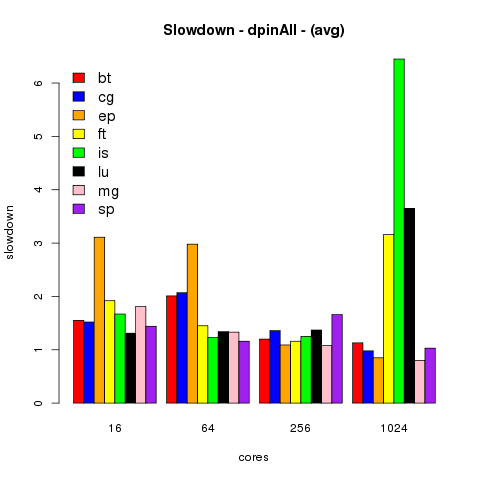 Slowdown - dpinAll - (avg)
bt
cg
ep
ft
is
lu
mg
sp
slowdown
6
5
4
3
2
1
0
16 64 256 1024
cores